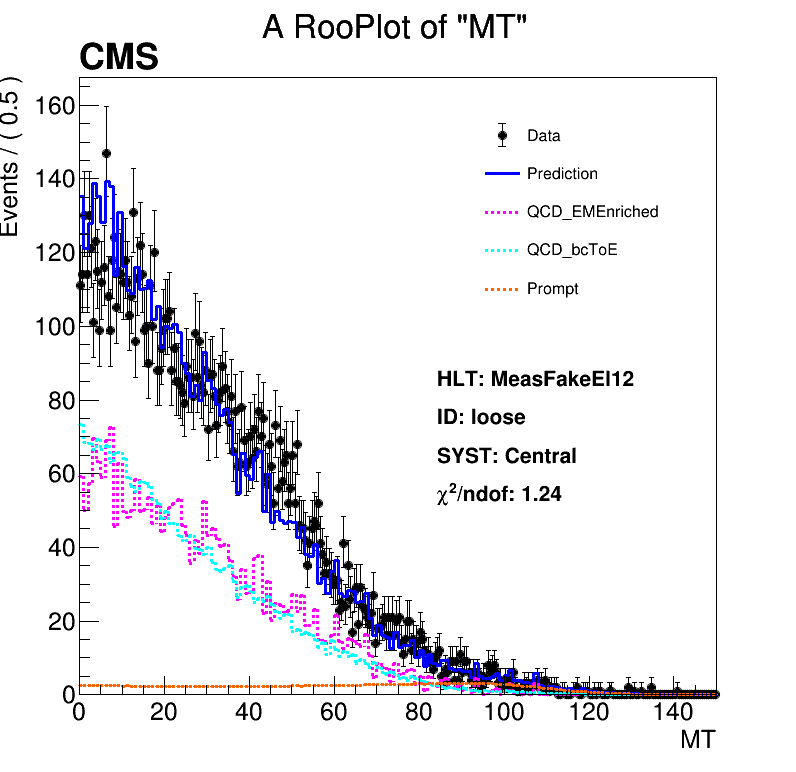 A RooPlot of "MT"
CMS
Events / ( 0.5 )
160
140
120
100
80
60
40
20
0
Data
Prediction
QCD_EMEnriched
QCD_bcToE
Prompt
HLT: MeasFakeEl12
ID: loose
SYST: Central
χ²/ndof: 1.24
0 20 40 60 80 100 120 140
MT